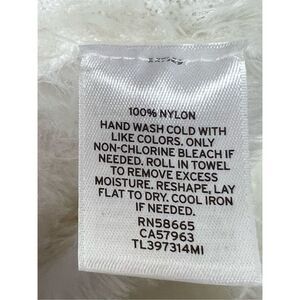 100% NYLON
HAND WASH COLD WITH
LIKE COLORS. ONLY
NON-CHLORINE BLEACH IF
NEEDED. ROLL IN TOWEL
TO REMOVE EXCESS
MOISTURE. RESHAPE, LAY
FLAT TO DRY. COOL IRON
IF NEEDED.
RN58665
CA57963
TL397314MI